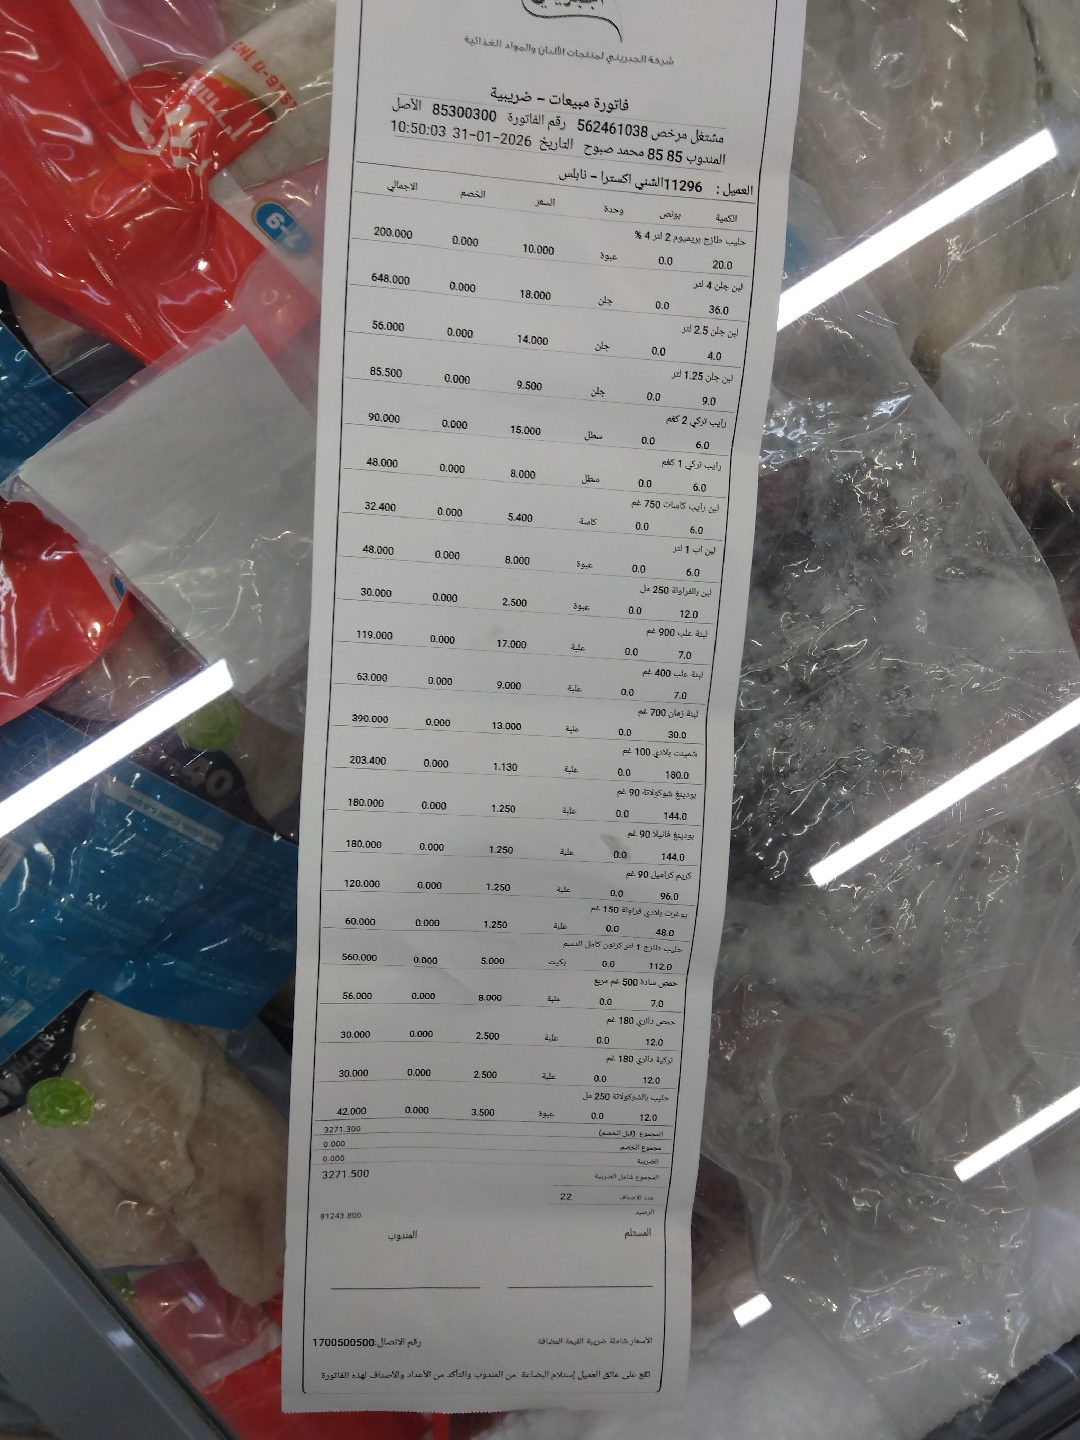 الجبريني
شركة الجبريني لمنتجات الألبان والمواد الغذائية
فاتورة مبيعات - ضريبية
مشتغل مرخص 562461038 رقم الفاتورة 85300300 الأصل
المندوب 85 85 محمد صبوح التاريخ 31-01-2026 10:50:03
العميل : 11296الشني اكسترا - نابلس
الكمية بونص وحدة السعر الخصم الاجمالي
حليب طازج بريميوم 2 لتر 4 %
20.0 0.0 عبوة 10.000 0.000 200.000
لبن جلن 4 لتر
36.0 0.0 جلن 18.000 0.000 648.000
لبن جلن 2.5 لتر
4.0 0.0 جلن 14.000 0.000 56.000
لبن جلن 1.25 لتر
9.0 0.0 جلن 9.500 0.000 85.500
رايب تركي 2 كغم
6.0 0.0 سطل 15.000 0.000 90.000
رايب تركي 1 كغم
6.0 0.0 سطل 8.000 0.000 48.000
لبن رايب كاسات 750 غم
6.0 0.0 كاسة 5.400 0.000 32.400
لبن اب 1 لتر
6.0 0.0 عبوة 8.000 0.000 48.000
لبن بالفراولة 250 مل
12.0 0.0 عبوة 2.500 0.000 30.000
لبنة علب 900 غم
7.0 0.0 علبة 17.000 0.000 119.000
لبنة علب 400 غم
7.0 0.0 علبة 9.000 0.000 63.000
لبنة زمان 700 غم
30.0 0.0 علبة 13.000 0.000 390.000
شمينت بلادي 100 غم
180.0 0.0 علبة 1.130 0.000 203.400
بودينغ شوكولاتة 90 غم
144.0 0.0 علبة 1.250 0.000 180.000
بودينغ فانيلا 90 غم
144.0 0.0 علبة 1.250 0.000 180.000
كريم كراميل 90 غم
96.0 0.0 علبة 1.250 0.000 120.000
يوغرت بلادي فراولة 150 غم
48.0 0.0 علبة 1.250 0.000 60.000
حليب طازج 1 لتر كرتون كامل الدسم
112.0 0.0 بكيت 5.000 0.000 560.000
حمص سادة 500 غم مربع
7.0 0.0 علبة 8.000 0.000 56.000
حمص دائري 180 غم
12.0 0.0 علبة 2.500 0.000 30.000
تركية دائري 180 غم
12.0 0.0 علبة 2.500 0.000 30.000
حليب بالشوكولاتة 250 مل
12.0 0.0 عبوة 3.500 0.000 42.000
المجموع (قبل الخصم) 3271.300
مجموع الخصم 0.000
الضريبة 0.000
المجموع شامل الضريبة 3271.500
عدد الاصناف 22
الرصيد 81243.800
المستلم المندوب
الأسعار شاملة ضريبة القيمة المضافة رقم الاتصال:1700500500
تقع على عاتق العميل إستلام البضاعة من المندوب والتأكد من الأعداد والأصناف لهذه الفاتورة